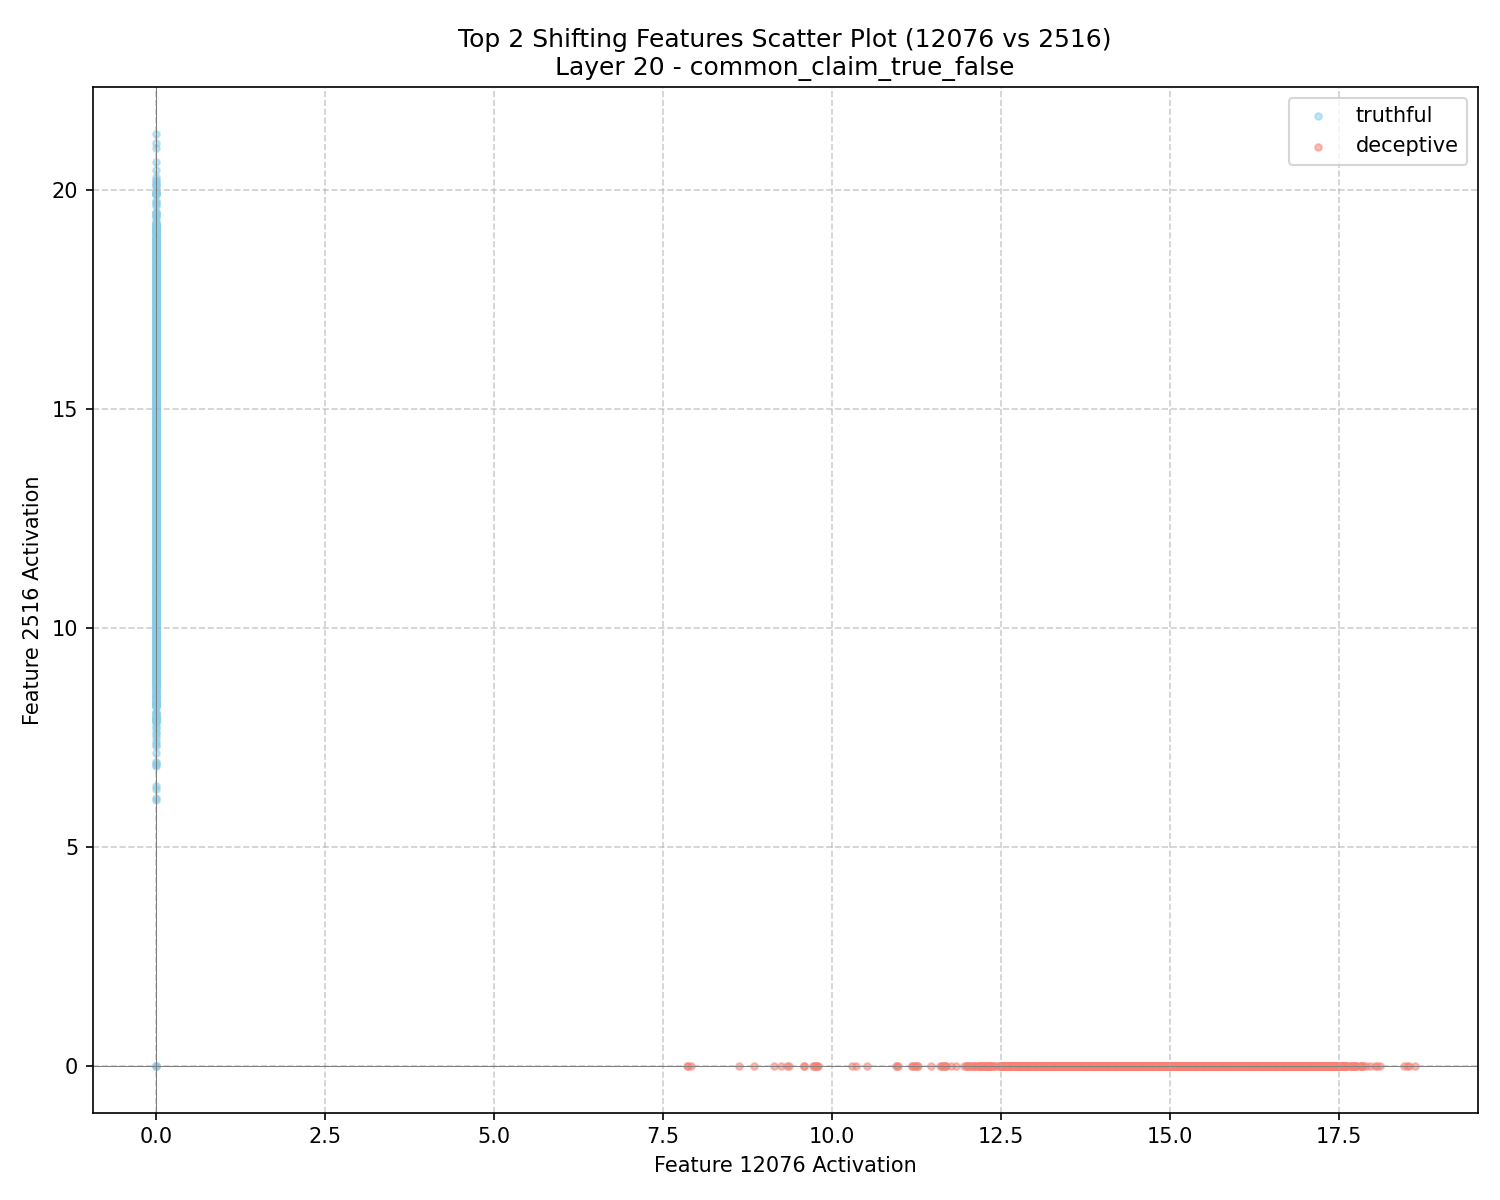 Top 2 Shifting Features Scatter Plot (12076 vs 2516)
Layer 20 - common_claim_true_false
truthful
deceptive
Feature 2516 Activation
20
15
10
5
0
0.0 2.5 5.0 7.5 10.0 12.5 15.0 17.5
Feature 12076 Activation